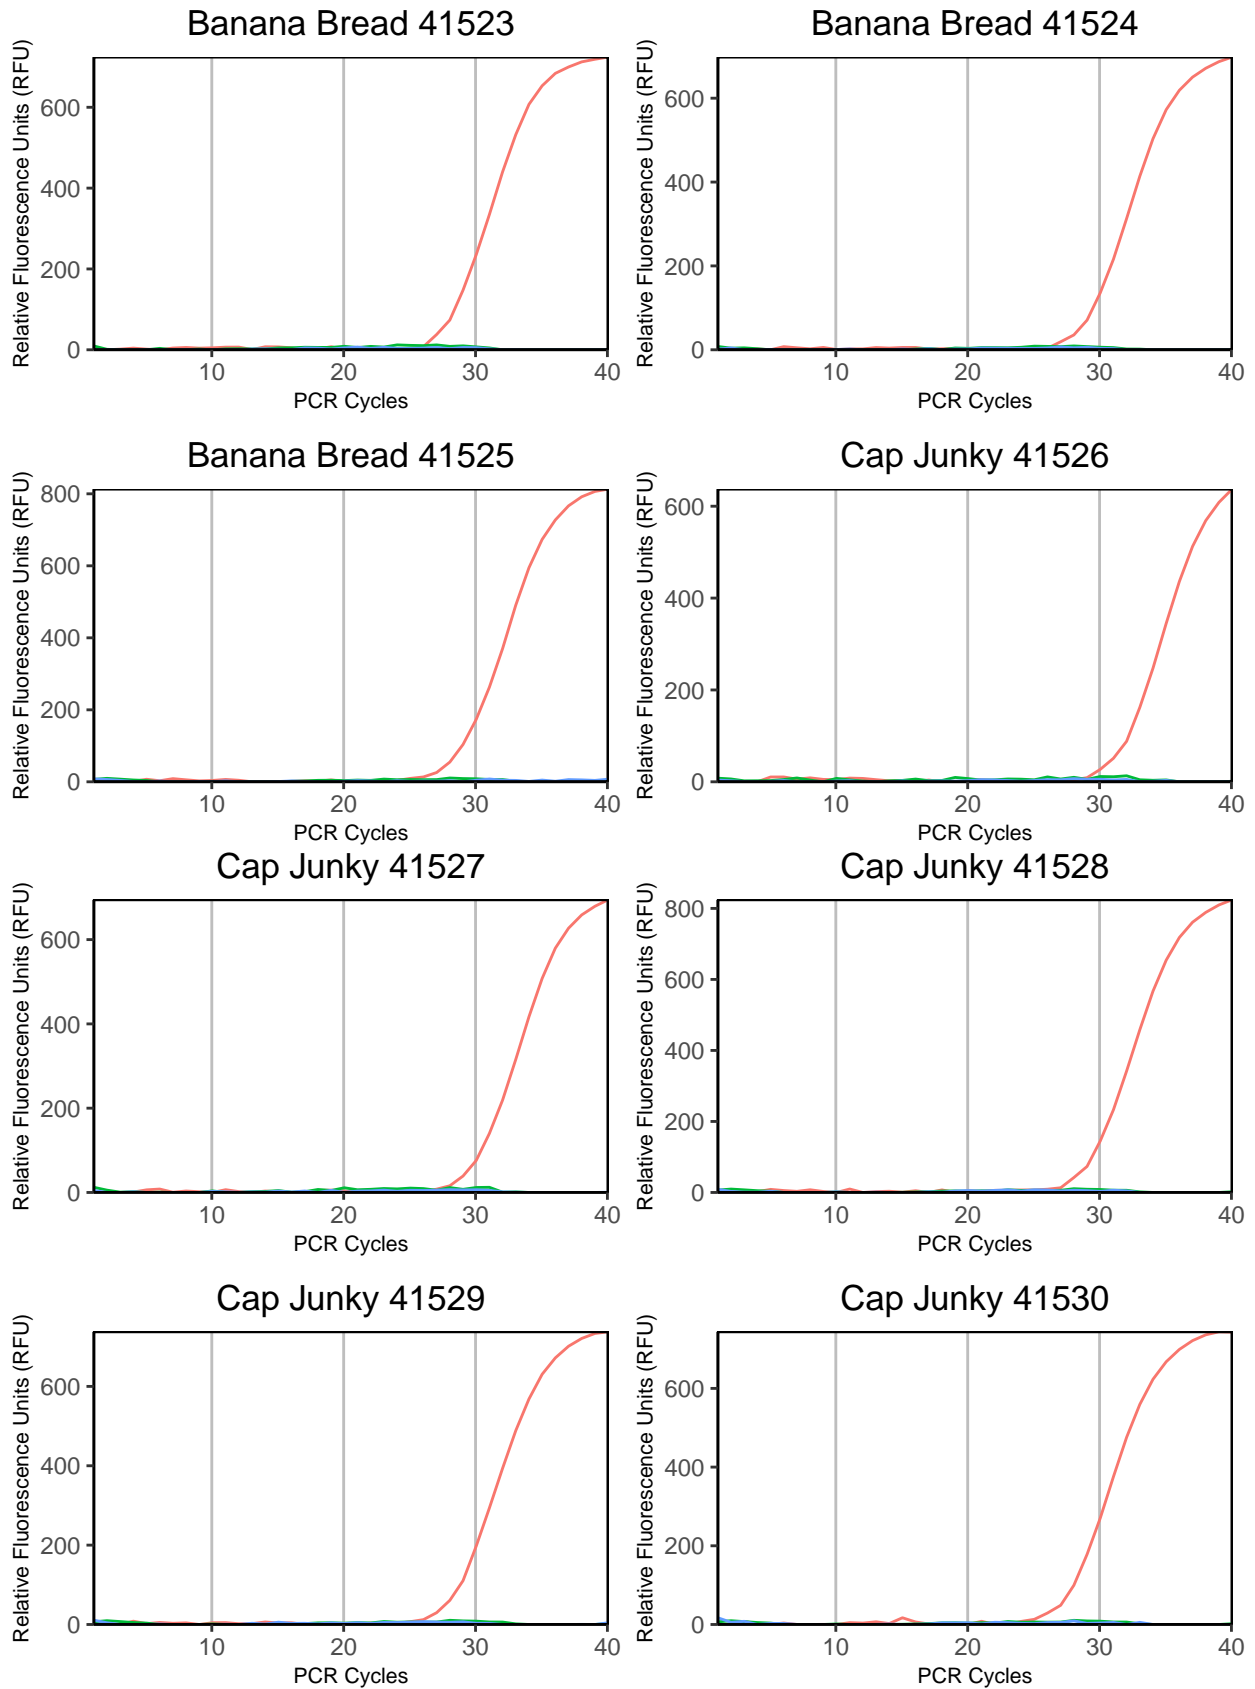 Banana Bread 41523
Relative Fluorescence Units (RFU)
600
400
200
0
10 20 30 40
PCR Cycles
Banana Bread 41524
Relative Fluorescence Units (RFU)
600
400
200
0
10 20 30 40
PCR Cycles
Banana Bread 41525
Relative Fluorescence Units (RFU)
800
600
400
200
0
10 20 30 40
PCR Cycles
Cap Junky 41526
Relative Fluorescence Units (RFU)
600
400
200
0
10 20 30 40
PCR Cycles
Cap Junky 41527
Relative Fluorescence Units (RFU)
600
400
200
0
10 20 30 40
PCR Cycles
Cap Junky 41528
Relative Fluorescence Units (RFU)
800
600
400
200
0
10 20 30 40
PCR Cycles
Cap Junky 41529
Relative Fluorescence Units (RFU)
600
400
200
0
10 20 30 40
PCR Cycles
Cap Junky 41530
Relative Fluorescence Units (RFU)
600
400
200
0
10 20 30 40
PCR Cycles